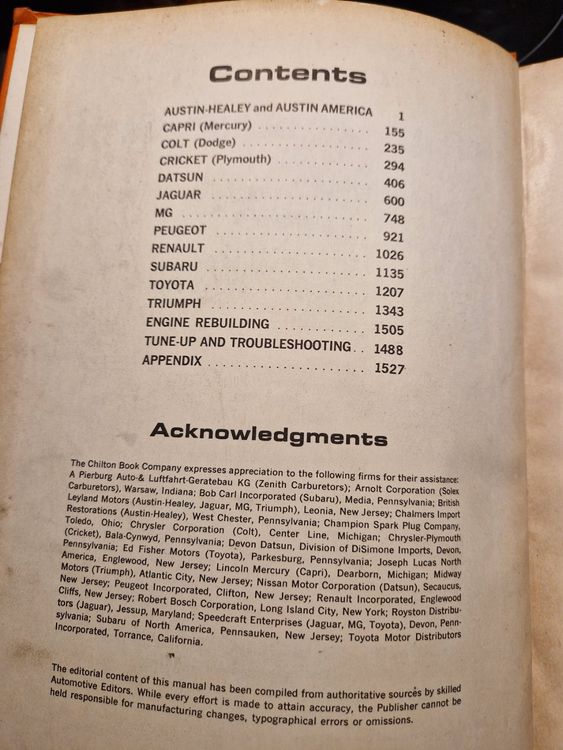 Contents
AUSTIN-HEALEY and AUSTIN AMERICA 1
CAPRI (Mercury) .................. 155
COLT (Dodge) .................. 235
CRICKET (Plymouth) .................. 294
DATSUN .................. 406
JAGUAR .................. 600
MG .................. 748
PEUGEOT .................. 921
RENAULT .................. 1026
SUBARU .................. 1135
TOYOTA .................. 1207
TRIUMPH .................. 1343
ENGINE REBUILDING .................. 1505
TUNE-UP AND TROUBLESHOOTING.. 1488
APPENDIX .................. 1527
Acknowledgments
The Chilton Book Company expresses appreciation to the following firms for their assistance:
A Pierburg Auto-& Luftfahrt-Geratebau KG (Zenith Carburetors); Arnolt Corporation (Solex
Carburetors), Warsaw, Indiana; Bob Carl Incorporated (Subaru), Media, Pennsylvania; British
Leyland Motors (Austin-Healey, Jaguar, MG, Triumph), Leonia, New Jersey; Chalmers Import
Restorations (Austin-Healey), West Chester, Pennsylvania; Champion Spark Plug Company,
Toledo, Ohio; Chrysler Corporation (Colt), Center Line, Michigan; Chrysler-Plymouth
(Cricket), Bala-Cynwyd, Pennsylvania; Devon Datsun, Division of DiSimone Imports, Devon,
Pennsylvania; Ed Fisher Motors (Toyota), Parkesburg, Pennsylvania; Joseph Lucas North
America, Englewood, New Jersey; Lincoln Mercury (Capri), Dearborn, Michigan; Midway
Motors (Triumph), Atlantic City, New Jersey; Nissan Motor Corporation (Datsun), Secaucus,
New Jersey; Peugeot Incorporated, Clifton, New Jersey; Renault Incorporated, Englewood
Cliffs, New Jersey; Robert Bosch Corporation, Long Island City, New York; Royston Distribu-
tors (Jaguar), Jessup, Maryland; Speedcraft Enterprises (Jaguar, MG, Toyota), Devon, Penn-
sylvania; Subaru of North America, Pennsauken, New Jersey; Toyota Motor Distributors
Incorporated, Torrance, California.
The editorial content of this manual has been compiled from authoritative sources by skilled
Automotive Editors. While every effort is made to attain accuracy, the Publisher cannot be
held responsible for manufacturing changes, typographical errors or omissions.